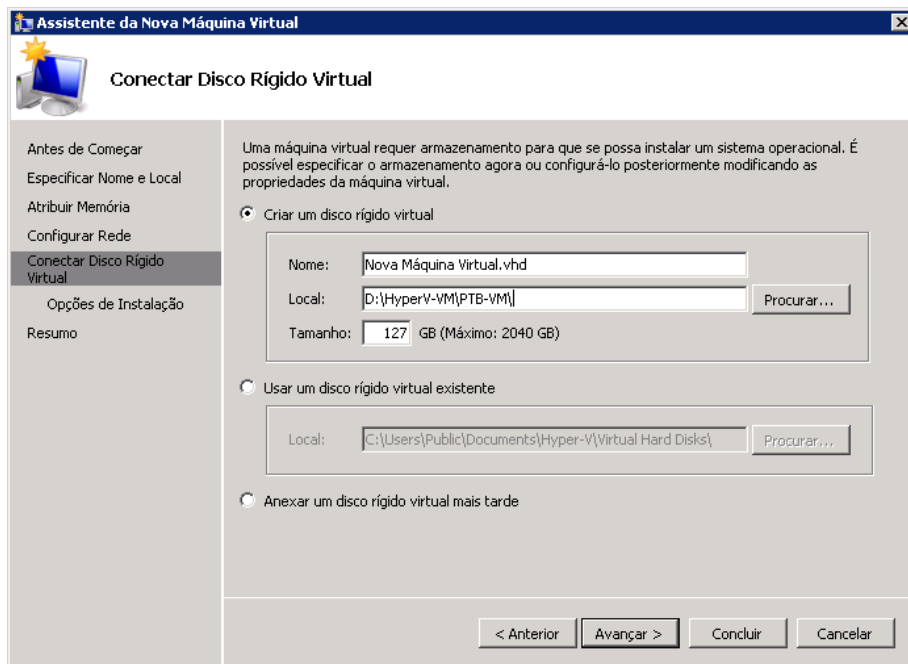 Assistente da Nova Máquina Virtual
Conectar Disco Rígido Virtual
Antes de Começar
Especificar Nome e Local
Atribuir Memória
Configurar Rede
Conectar Disco Rígido
Virtual
Opções de Instalação
Resumo
Uma máquina virtual requer armazenamento para que se possa instalar um sistema operacional. É
possível especificar o armazenamento agora ou configurá-lo posteriormente modificando as
propriedades da máquina virtual.
Criar um disco rígido virtual
Nome: Nova Máquina Virtual.vhd
Local: D:\HyperV-VM\PTB-VM\ Procurar...
Tamanho: 127 GB (Máximo: 2040 GB)
Usar um disco rígido virtual existente
Local: C:\Users\Public\Documents\Hyper-V\Virtual Hard Disks\ Procurar...
Anexar um disco rígido virtual mais tarde
< Anterior Avançar > Concluir Cancelar